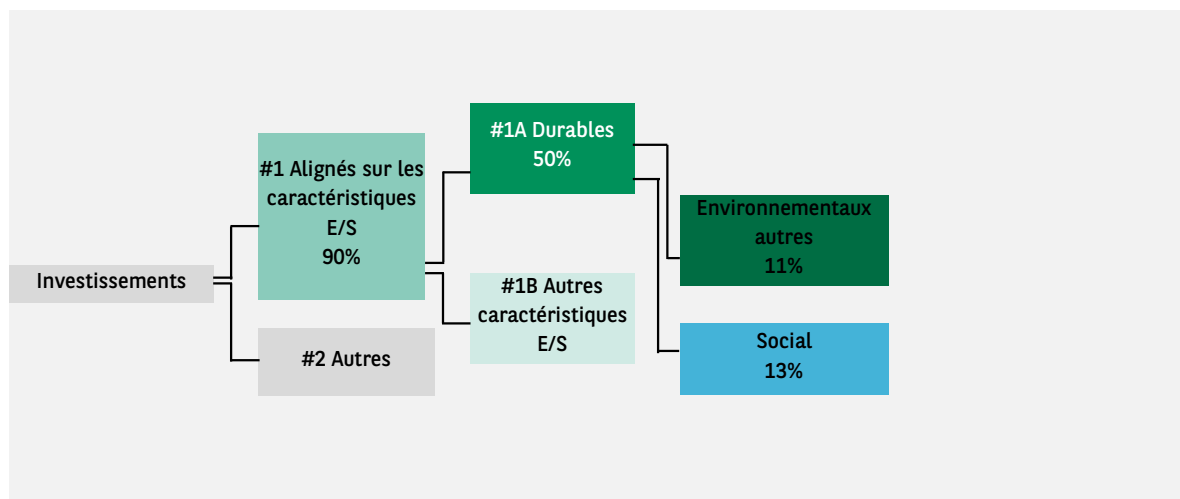 Investissements
#1 Alignés sur les
caractéristiques
E/S
90%
#2 Autres
#1A Durables
50%
#1B Autres
caractéristiques
E/S
Environnementaux
autres
11%
Social
13%